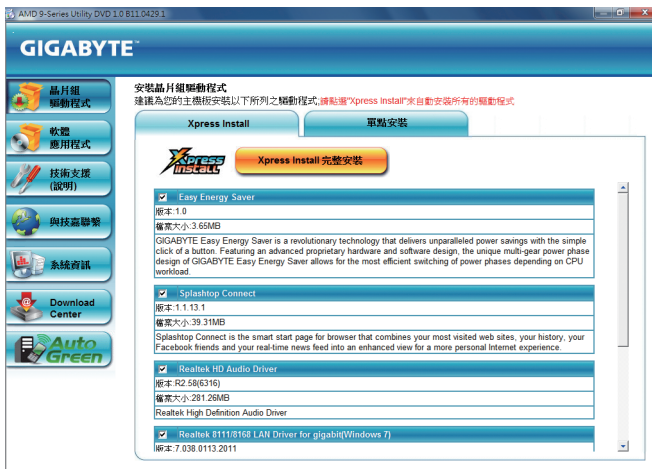 AMD 9-Series Utility DVD 1.0 B11.0429.1
GIGABYTE™
晶片組
驅動程式
軟體
應用程式
技術支援
(說明)
與技嘉聯繫
系統資訊
Download
Center
Auto
Green
安裝晶片組驅動程式
建議為您的主機板安裝以下所列之驅動程式;請點選"Xpress Install"來自動安裝所有的驅動程式
Xpress Install
單點安裝
Xpress
INSTALL
Xpress Install 完整安裝
Easy Energy Saver
版本:1.0
檔案大小:3.65MB
GIGABYTE Easy Energy Saver is a revolutionary technology that delivers unparalleled power savings with the simple
click of a button. Featuring an advanced proprietary hardware and software design, the unique multi-gear power phase
design of GIGABYTE Easy Energy Saver allows for the most efficient switching of power phases depending on CPU
workload.
Splashtop Connect
版本:1.1.13.1
檔案大小:39.31MB
Splashtop Connect is the smart start page for browser that combines your most visited web sites, your history, your
Facebook friends and your real-time news feed into an enhanced view for a more personal Internet experience.
Realtek HD Audio Driver
版本:R2.58(6316)
檔案大小:281.26MB
Realtek High Definition Audio Driver
Realtek 8111/8168 LAN Driver for gigabit(Windows 7)
版本:7.038.0113.2011